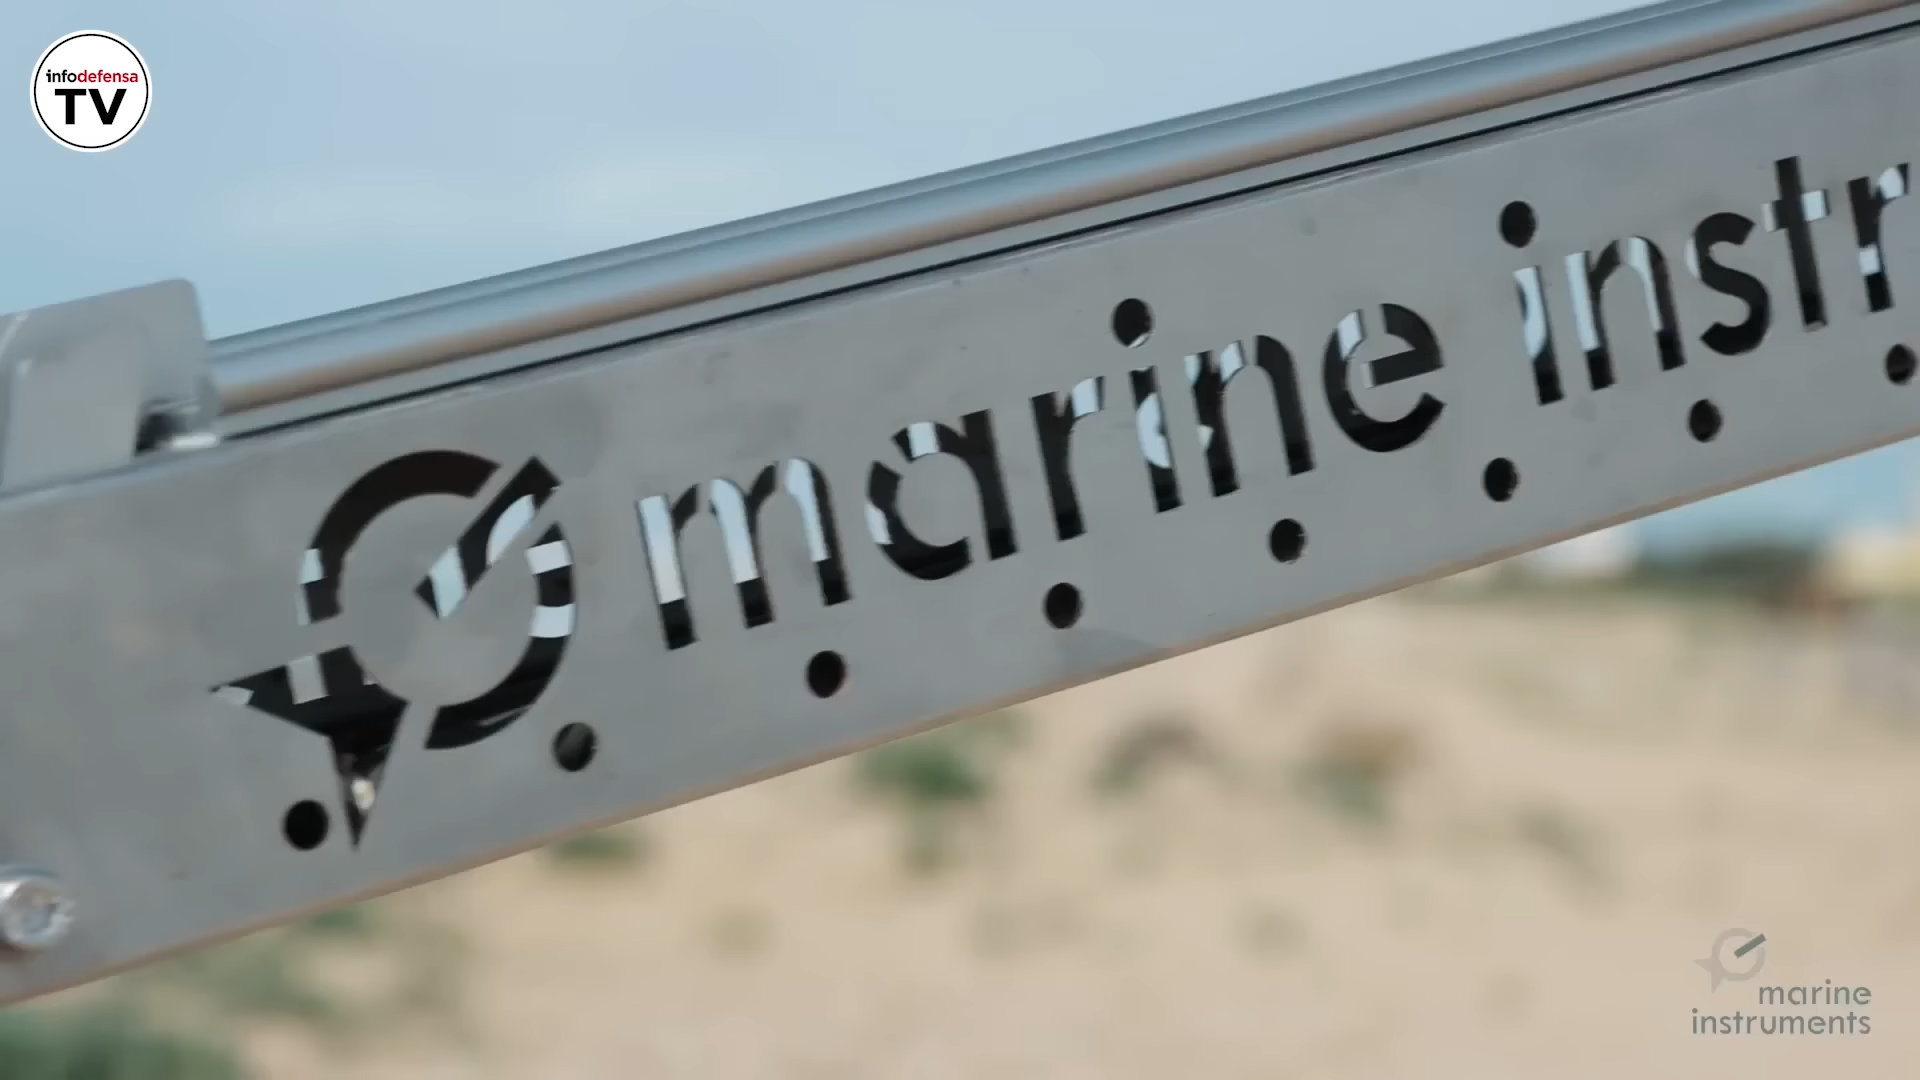 infodefensa
TV
marine instr
marine
instruments